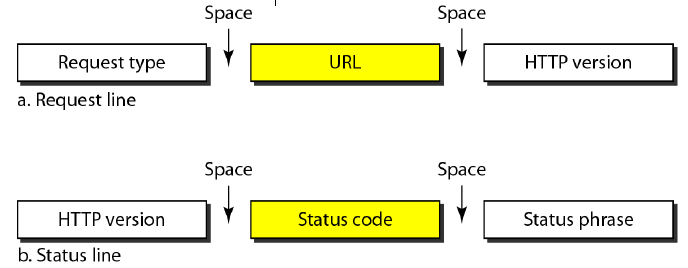 Space Space
Request type URL HTTP version
a. Request line
Space Space
HTTP version Status code Status phrase
b. Status line